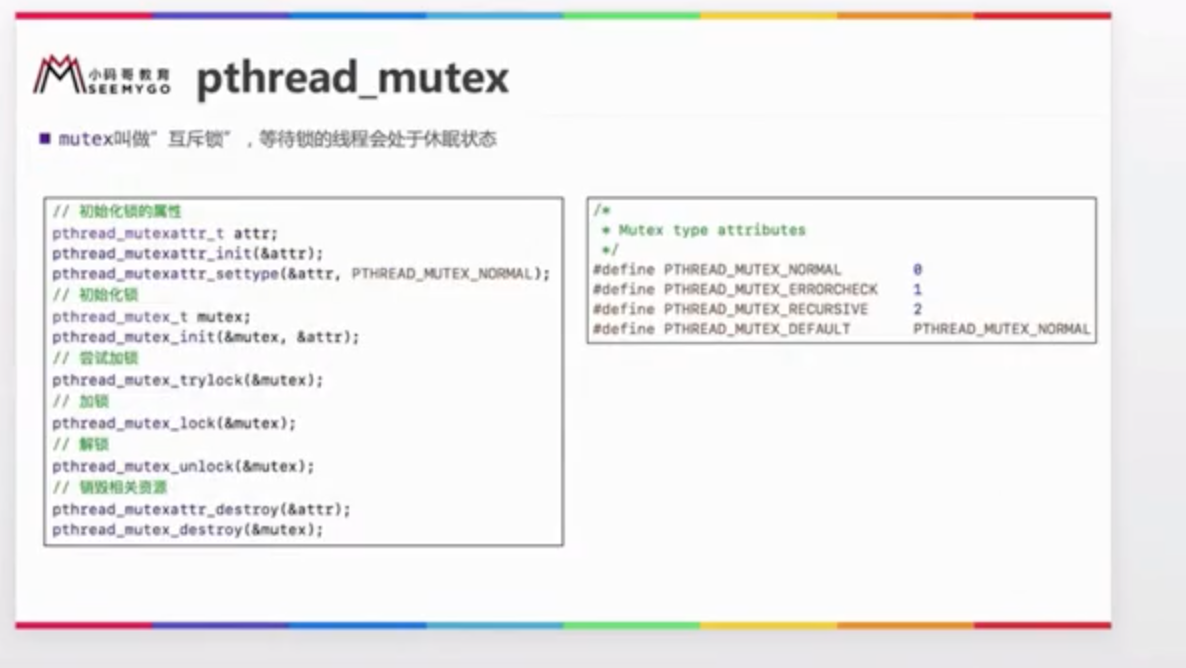 小码哥教育
SEEMYGO
pthread_mutex
mutex叫做”互斥锁”，等待锁的线程会处于休眠状态
// 初始化锁的属性
pthread_mutexattr_t attr;
pthread_mutexattr_init(&attr);
pthread_mutexattr_settype(&attr, PTHREAD_MUTEX_NORMAL);
// 初始化锁
pthread_mutex_t mutex;
pthread_mutex_init(&mutex, &attr);
// 尝试加锁
pthread_mutex_trylock(&mutex);
// 加锁
pthread_mutex_lock(&mutex);
// 解锁
pthread_mutex_unlock(&mutex);
// 销毁相关资源
pthread_mutexattr_destroy(&attr);
pthread_mutex_destroy(&mutex);
/*
* Mutex type attributes
*/
#define PTHREAD_MUTEX_NORMAL 0
#define PTHREAD_MUTEX_ERRORCHECK 1
#define PTHREAD_MUTEX_RECURSIVE 2
#define PTHREAD_MUTEX_DEFAULT PTHREAD_MUTEX_NORMAL